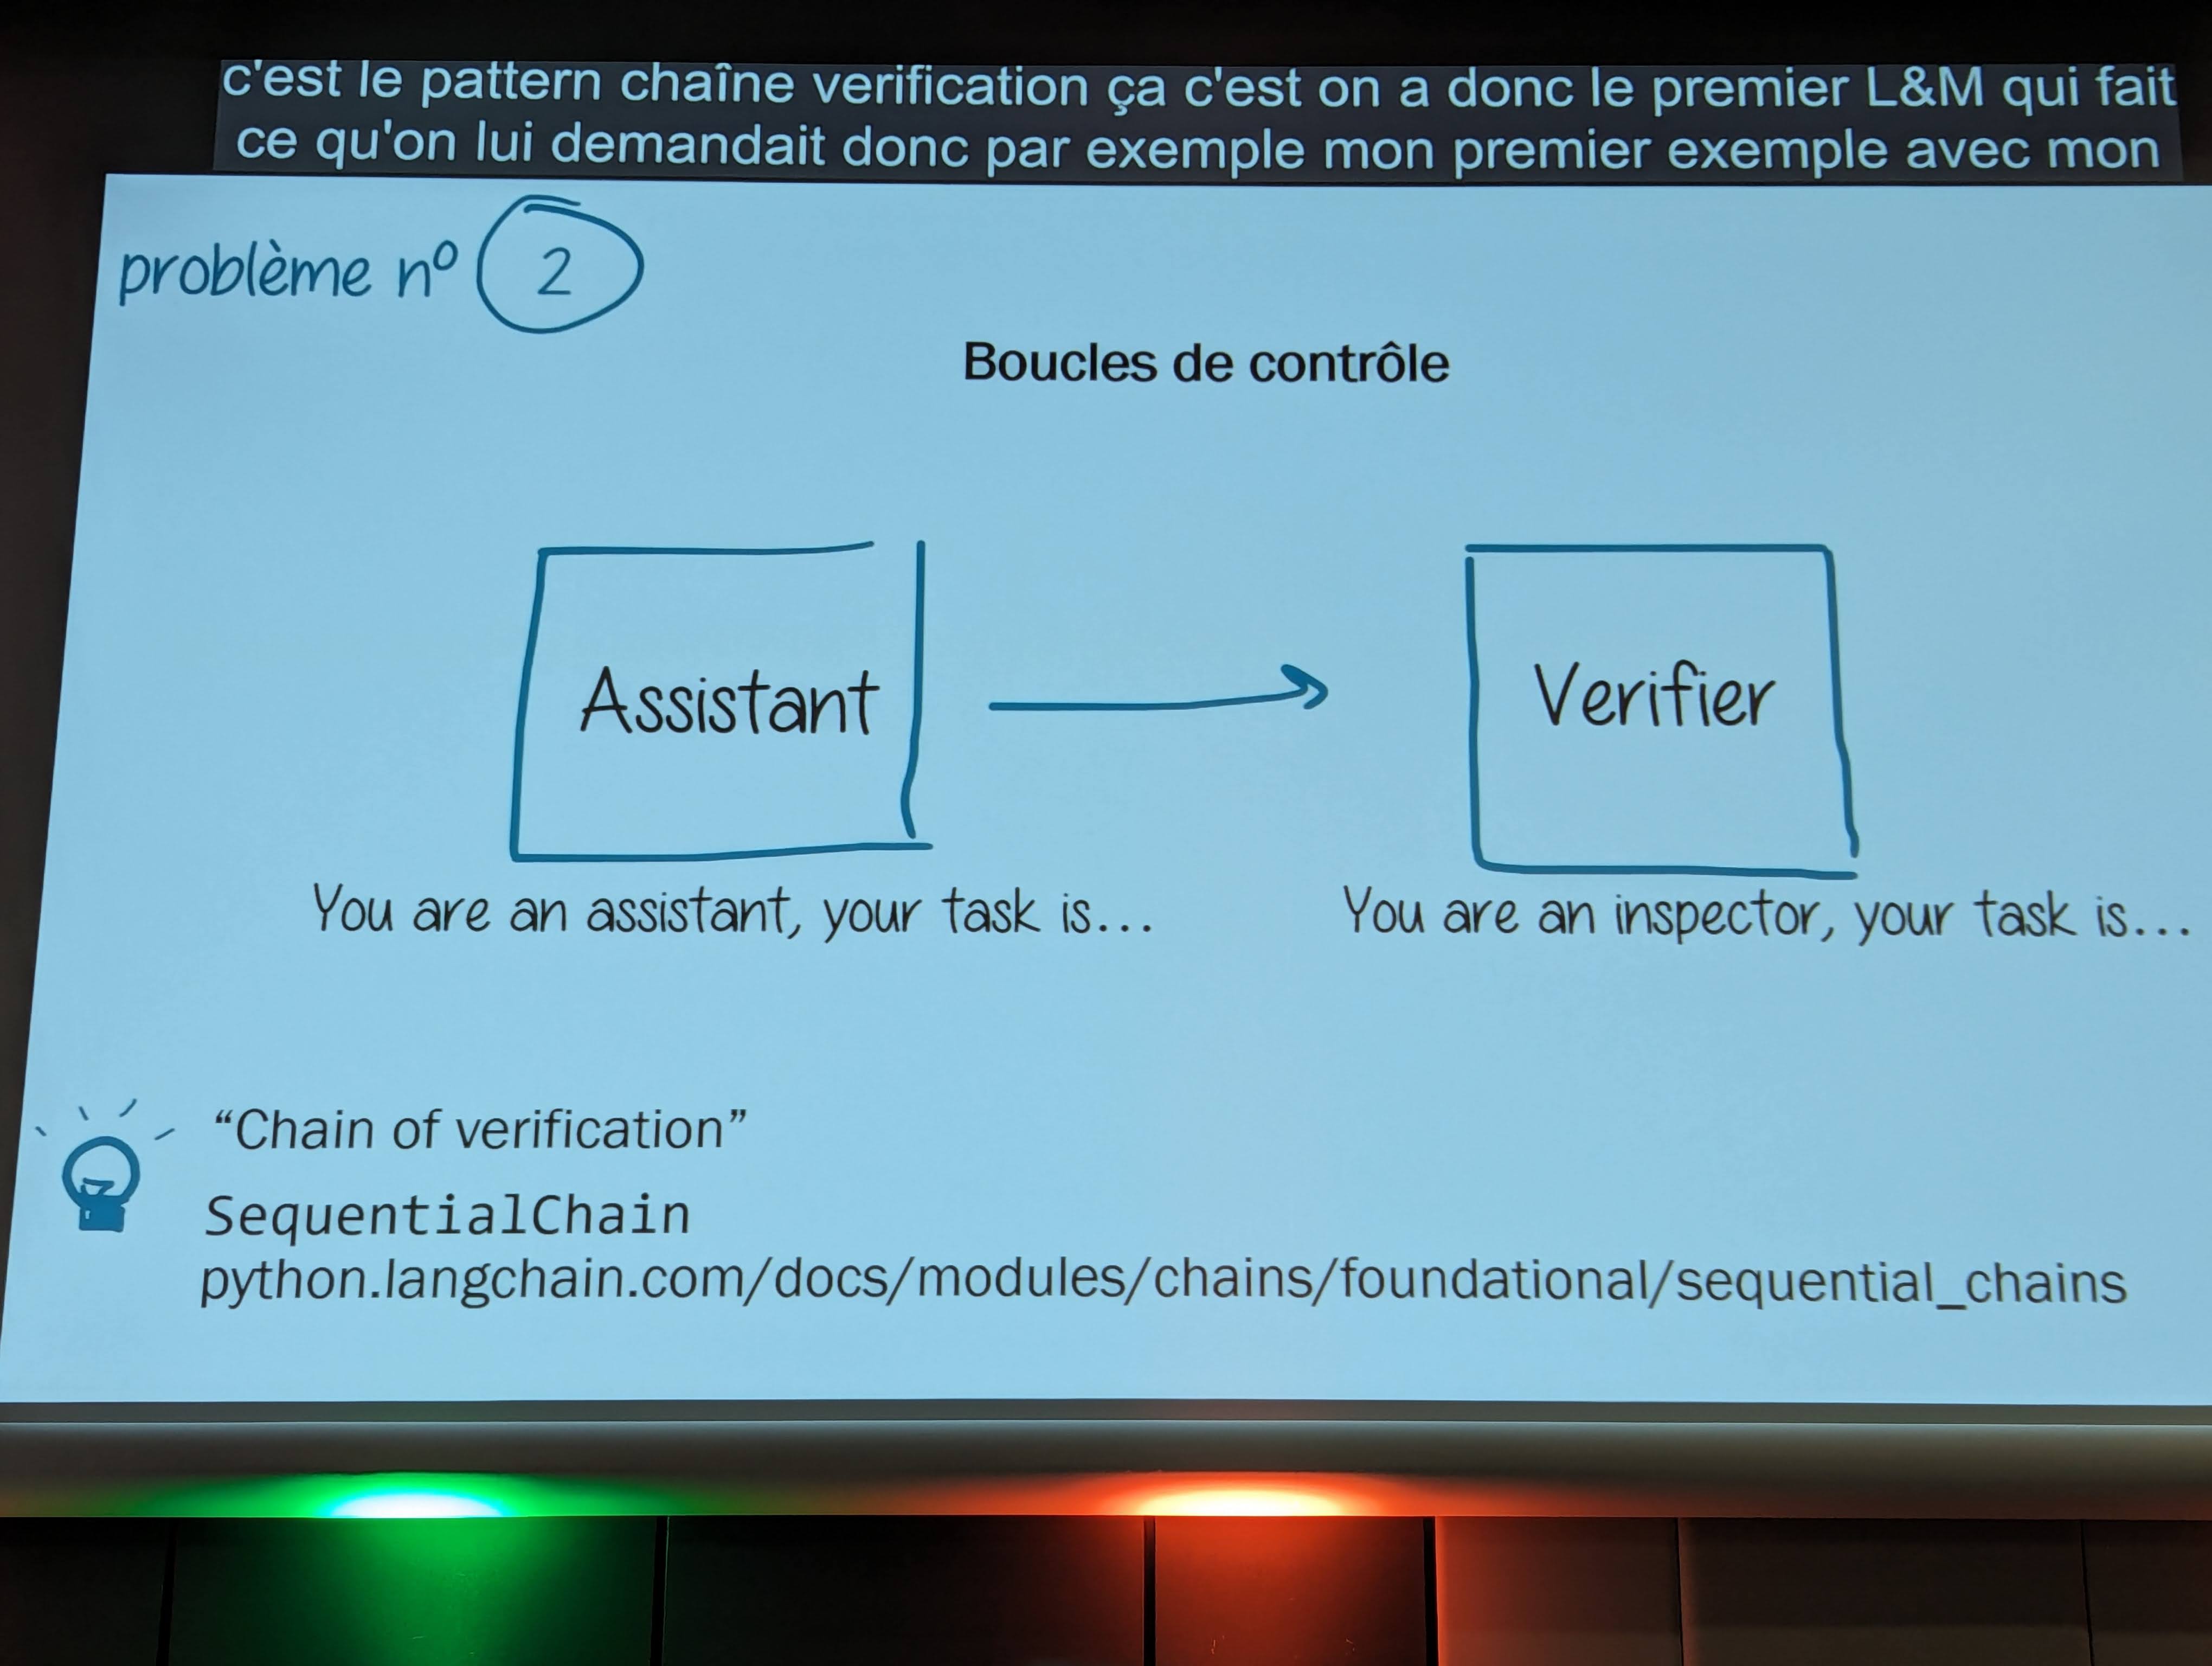 c'est le pattern chaîne verification ça c'est on a donc le premier L&M qui fait
ce qu'on lui demandait donc par exemple mon premier exemple avec mon
problème nº 2
Boucles de contrôle
Assistant
Verifier
You are an assistant, your task is...
You are an inspector, your task is...
“Chain of verification”
SequentialChain
python.langchain.com/docs/modules/chains/foundational/sequential_chains